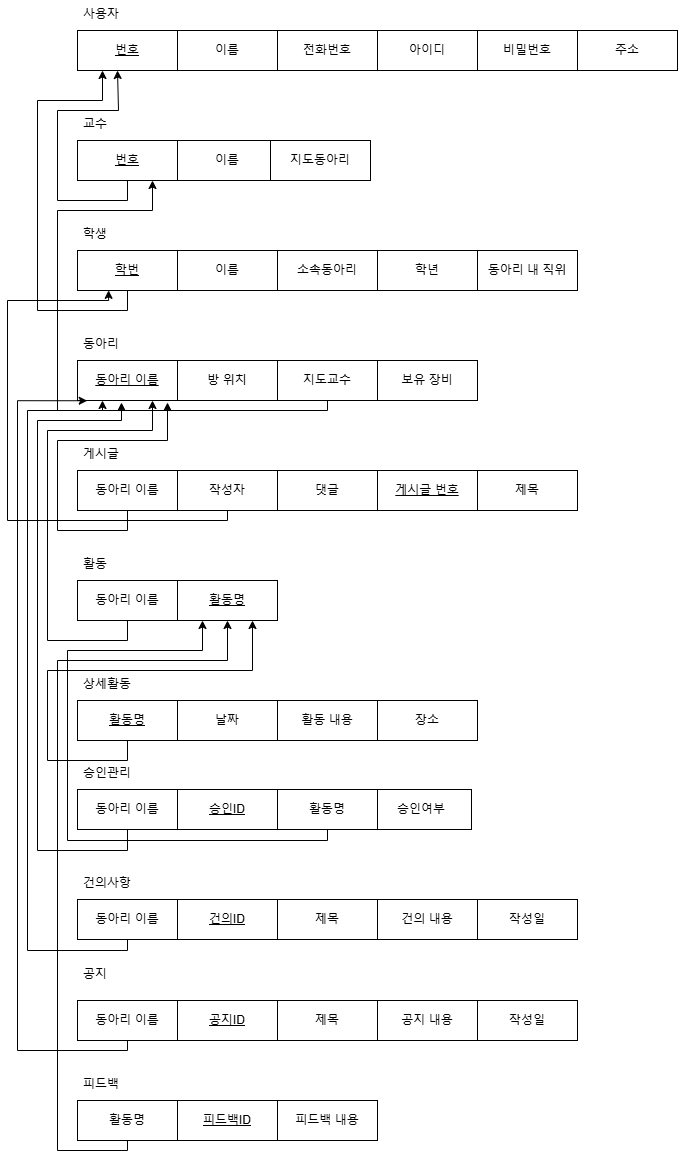 사용자
번호 이름 전화번호 아이디 비밀번호 주소
교수
번호 이름 지도동아리
학생
학번 이름 소속동아리 학년 동아리 내 직위
동아리
동아리 이름 방 위치 지도교수 보유 장비
게시글
동아리 이름 작성자 댓글 게시글 번호 제목
활동
동아리 이름 활동명
상세활동
활동명 날짜 활동 내용 장소
승인관리
동아리 이름 승인ID 활동명 승인여부
건의사항
동아리 이름 건의ID 제목 건의 내용 작성일
공지
동아리 이름 공지ID 제목 공지 내용 작성일
피드백
활동명 피드백ID 피드백 내용